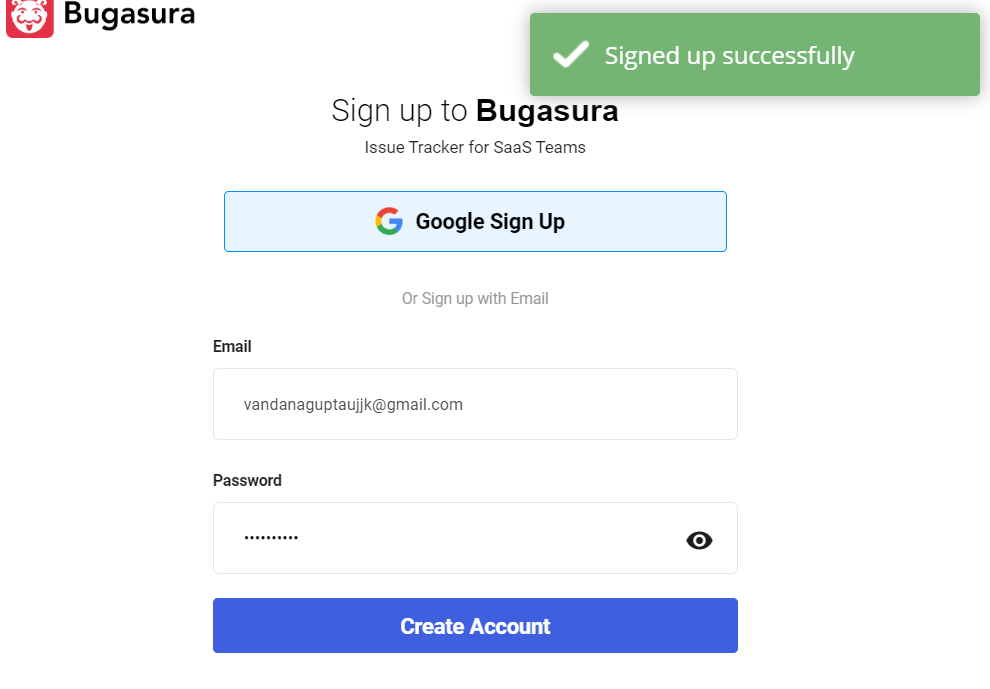 Bugasura
Signed up successfully
Sign up to Bugasura
Issue Tracker for SaaS Teams
Google Sign Up
Or Sign up with Email
Email
vandanaguptaujjk@gmail.com
Password
••••••••••
Create Account